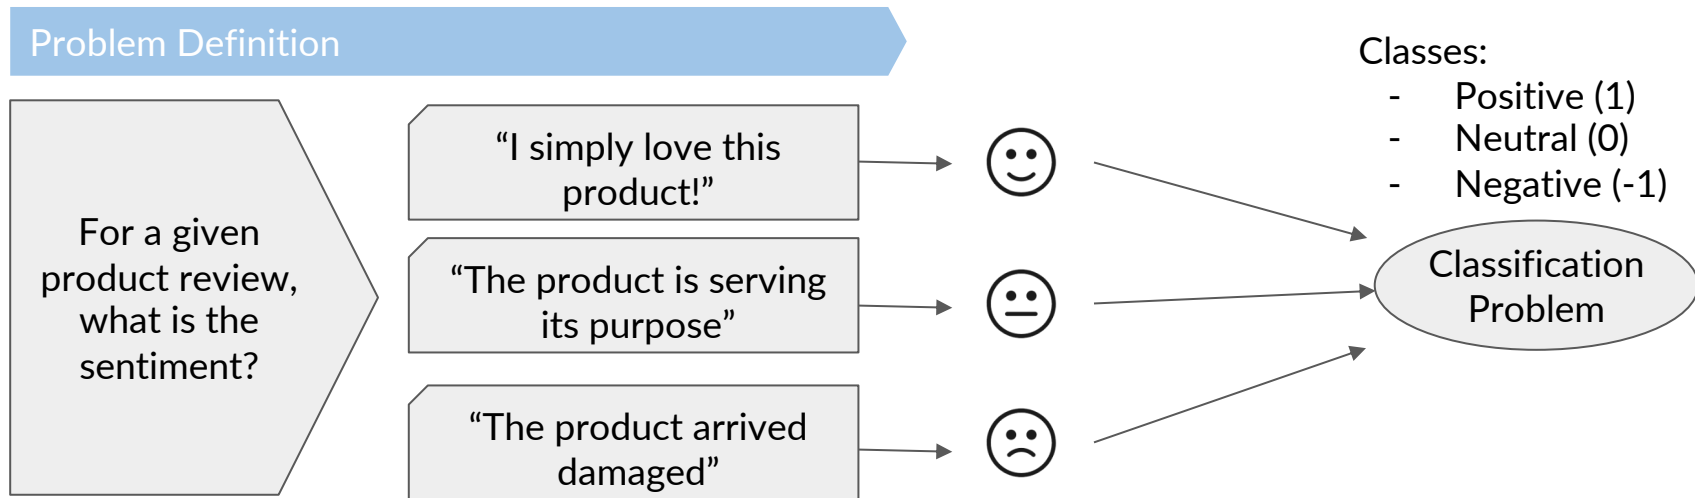 Problem Definition
For a given
product review,
what is the
sentiment?
“I simply love this
product!”
“The product is serving
its purpose”
“The product arrived
damaged”
Classes:
- Positive (1)
- Neutral (0)
- Negative (-1)
Classification
Problem